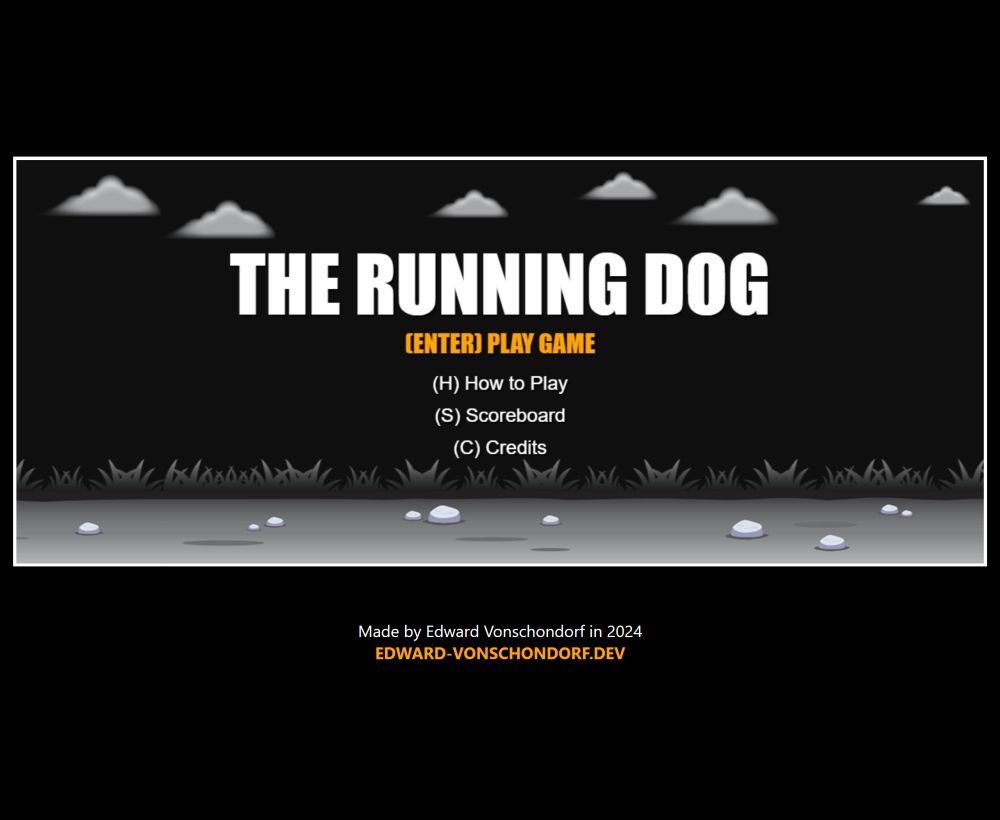 THE RUNNING DOG
(ENTER) PLAY GAME
(H) How to Play
(S) Scoreboard
(C) Credits
Made by Edward Vonschondorf in 2024
EDWARD-VONSCHONDORF.DEV